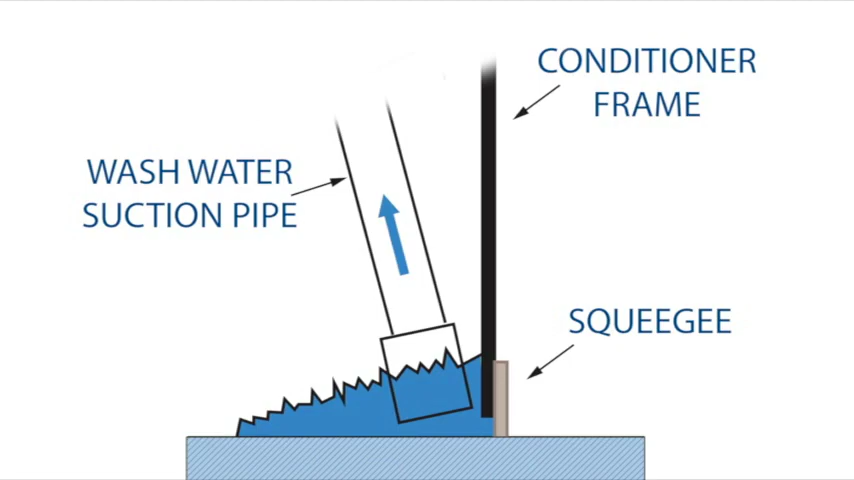 CONDITIONER
FRAME
WASH WATER
SUCTION PIPE
SQUEEGEE